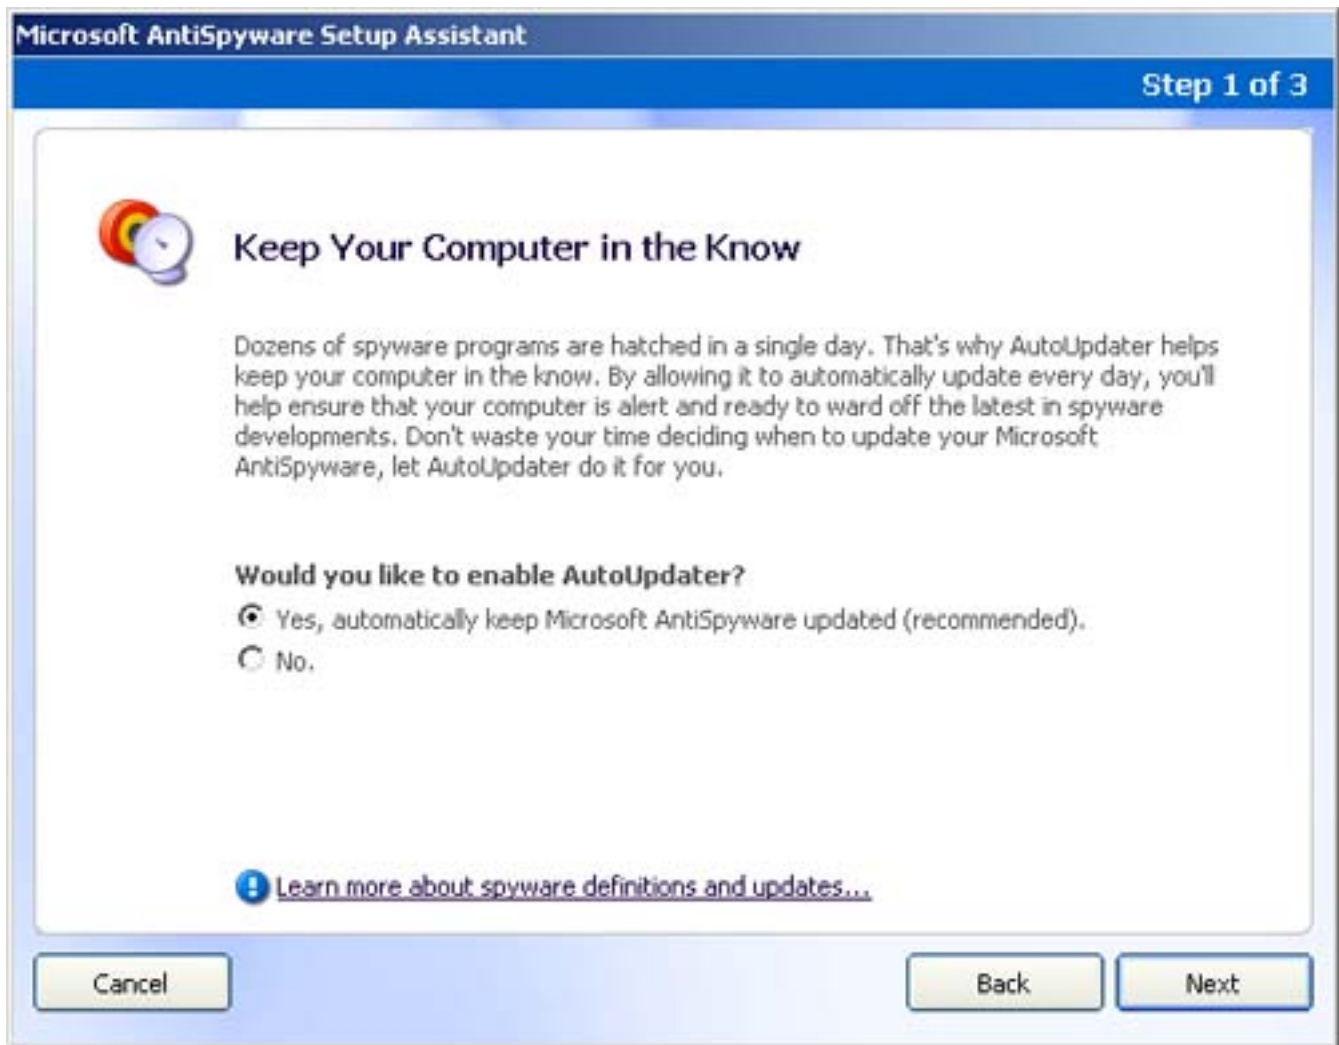 Microsoft AntiSpyware Setup Assistant
Step 1 of 3
Keep Your Computer in the Know
Dozens of spyware programs are hatched in a single day. That's why AutoUpdater helps
keep your computer in the know. By allowing it to automatically update every day, you'll
help ensure that your computer is alert and ready to ward off the latest in spyware
developments. Don't waste your time deciding when to update your Microsoft
AntiSpyware, let AutoUpdater do it for you.
Would you like to enable AutoUpdater?
Yes, automatically keep Microsoft AntiSpyware updated (recommended).
No.
Learn more about spyware definitions and updates...
Cancel
Back
Next